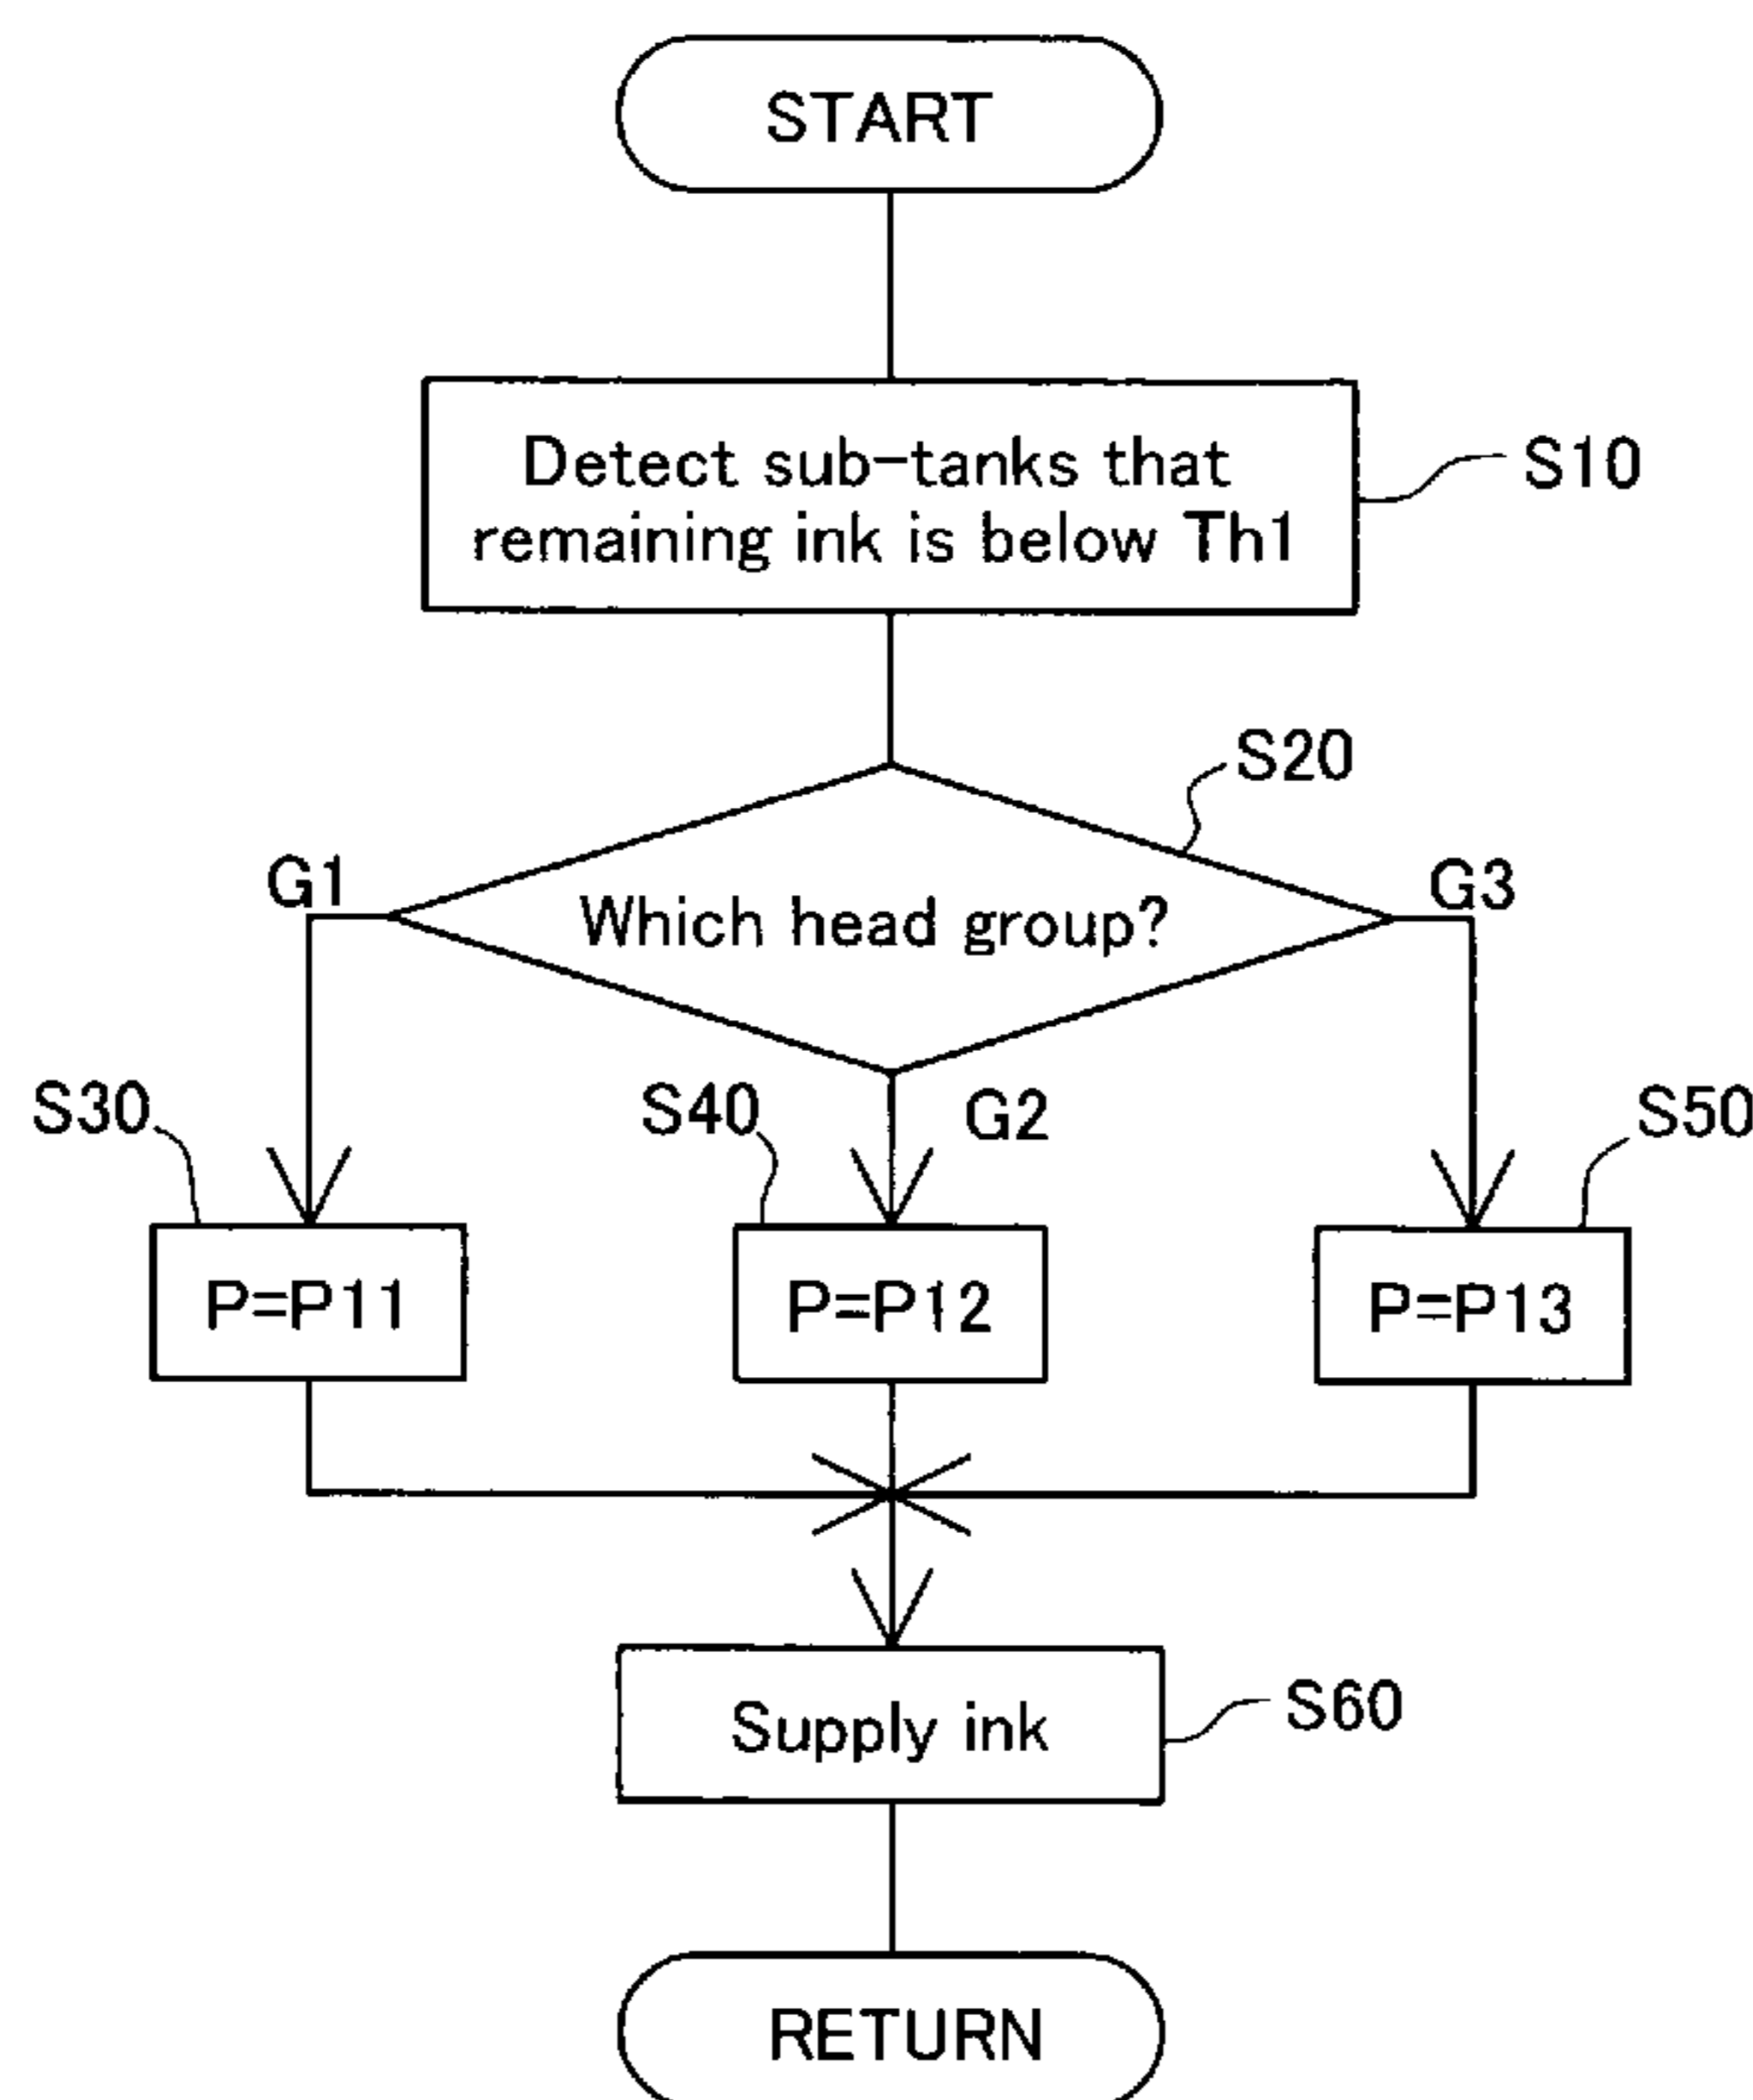 START
Detect sub-tanks that
remaining ink is below Th1
S10
S20
G1
Which head group?
G3
S30
S40
G2
S50
P=P11
P=P12
P=P13
Supply ink
S60
RETURN